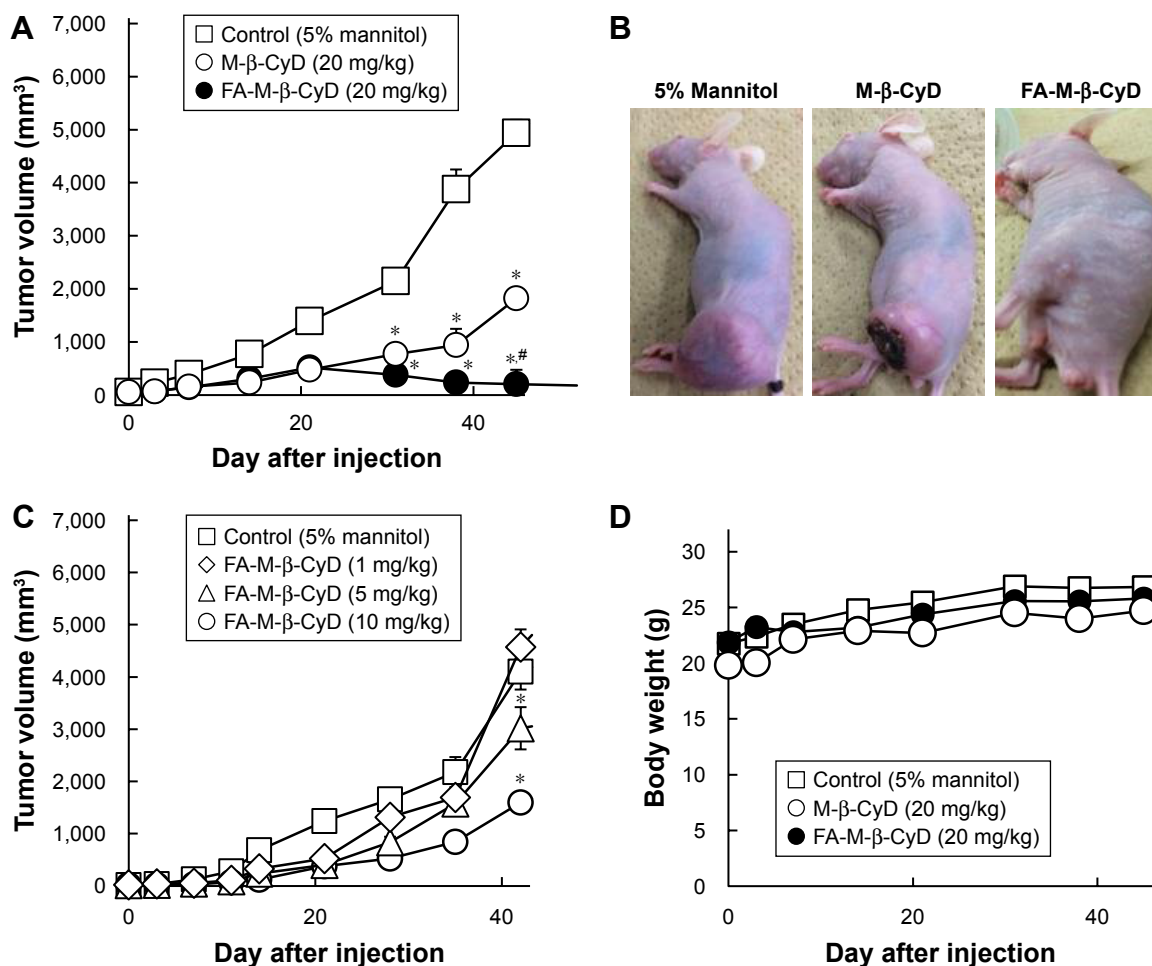 A
Tumor volume (mm³)
7,000
6,000
5,000
4,000
3,000
2,000
1,000
0
Control (5% mannitol)
M-β-CyD (20 mg/kg)
FA-M-β-CyD (20 mg/kg)
*
*
*
*
*
*,#
0 20 40
Day after injection
B
5% Mannitol M-β-CyD FA-M-β-CyD
C
Tumor volume (mm³)
7,000
6,000
5,000
4,000
3,000
2,000
1,000
0
Control (5% mannitol)
FA-M-β-CyD (1 mg/kg)
FA-M-β-CyD (5 mg/kg)
FA-M-β-CyD (10 mg/kg)
*
*
0 20 40
Day after injection
D
Body weight (g)
30
25
20
15
10
5
0
Control (5% mannitol)
M-β-CyD (20 mg/kg)
FA-M-β-CyD (20 mg/kg)
0 20 40
Day after injection